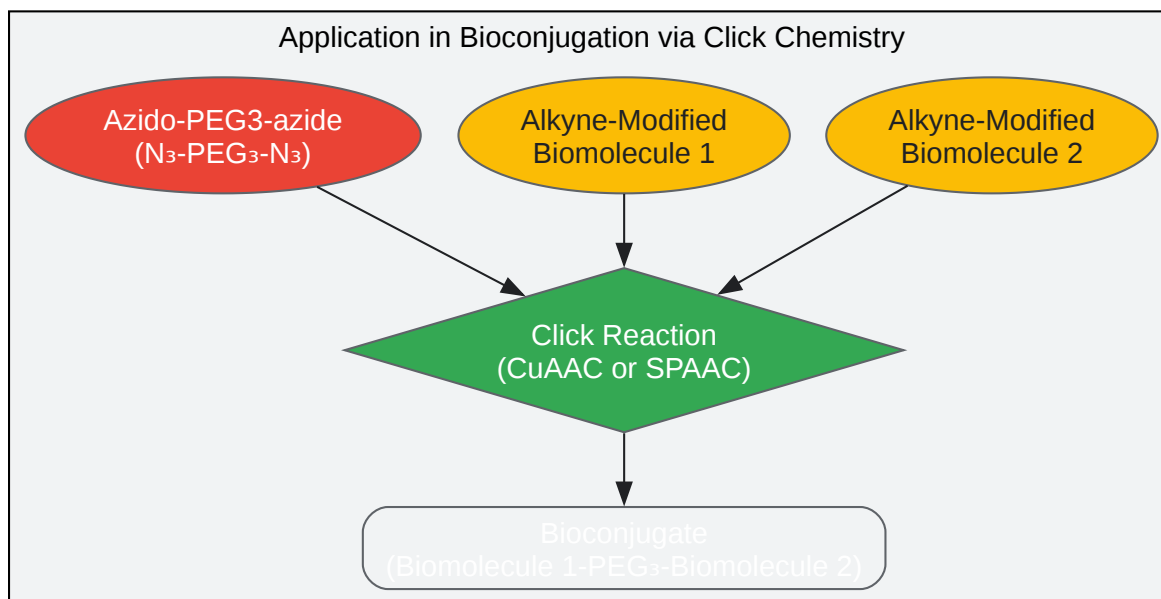 Application in Bioconjugation via Click Chemistry
Azido-PEG3-azide
(N₃-PEG₃-N₃)
Alkyne-Modified
Biomolecule 1
Alkyne-Modified
Biomolecule 2
Click Reaction
(CuAAC or SPAAC)
Bioconjugate
(Biomolecule 1-PEG₃-Biomolecule 2)